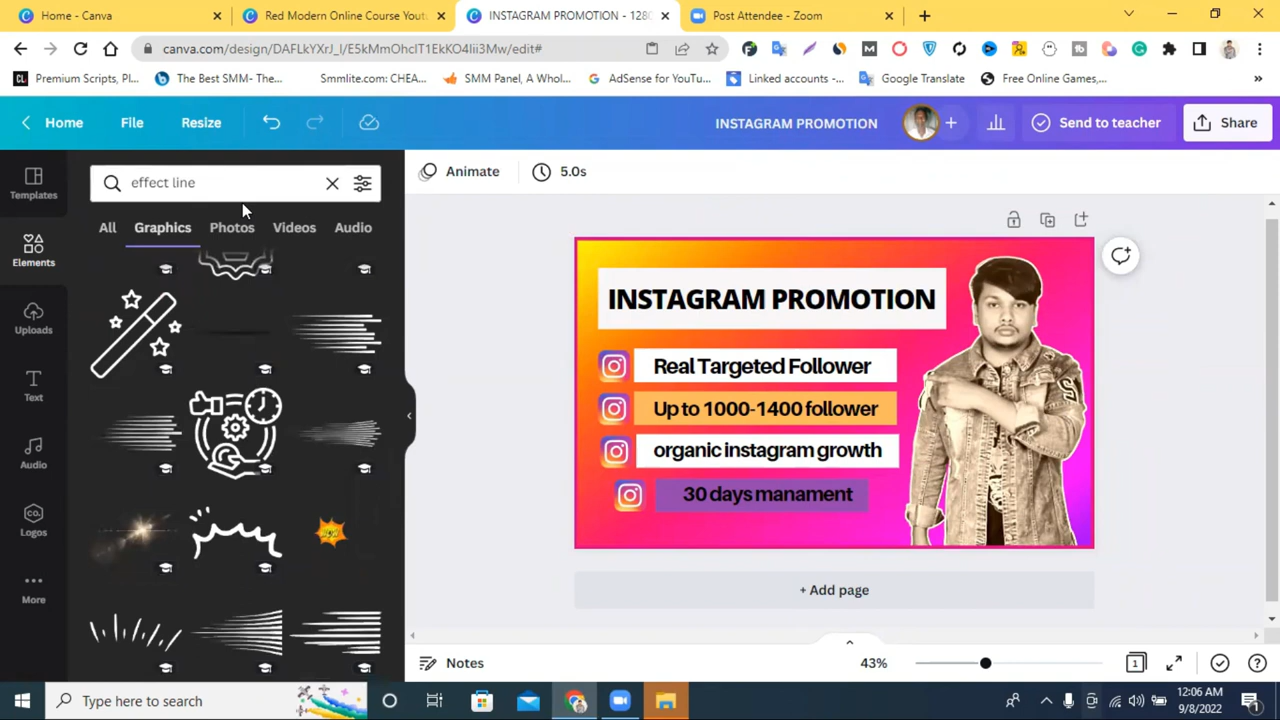 Home - Canva
Red Modern Online Course Yout
INSTAGRAM PROMOTION - 1280
Post Attendee - Zoom
canva.com/design/DAFLkYXrJ_I/E5kMmOhcIT1EkKO4Iii3Mw/edit#
Premium Scripts, Pl...
The Best SMM- The...
Smmlite.com: CHEA...
SMM Panel, A Whol...
AdSense for YouTu...
Linked accounts -...
Google Translate
Free Online Games,...
Home
File
Resize
INSTAGRAM PROMOTION
Send to teacher
Share
Templates
Elements
Uploads
Text
Audio
Logos
More
effect line
All
Graphics
Photos
Videos
Audio
Animate
5.0s
INSTAGRAM PROMOTION
Real Targeted Follower
Up to 1000-1400 follower
organic instagram growth
30 days manament
+ Add page
Notes
43%
1
Type here to search
12:06 AM
9/8/2022